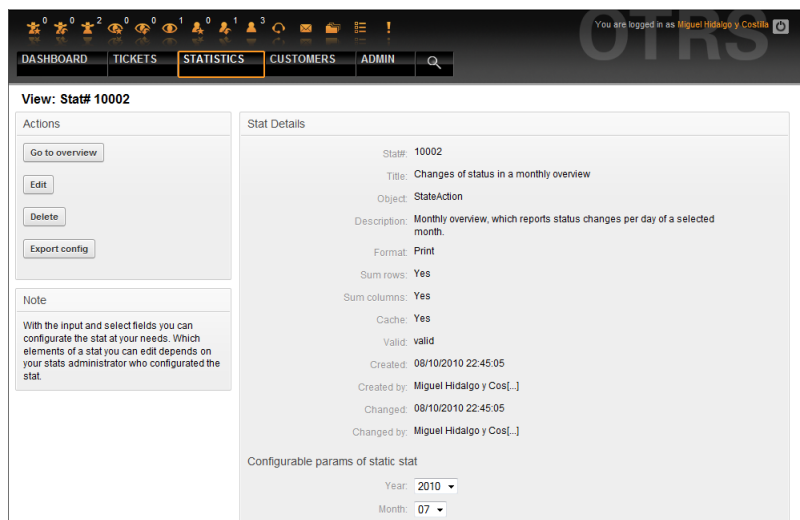 0 0 2 0 0 1 0 1 3
You are logged in as Miguel Hidalgo y Costilla
OTRS
DASHBOARD TICKETS STATISTICS CUSTOMERS ADMIN
View: Stat# 10002
Actions
Go to overview
Edit
Delete
Export config
Note
With the input and select fields you can
configurate the stat at your needs. Which
elements of a stat you can edit depends on
your stats administrator who configurated the
stat.
Stat Details
Stat#: 10002
Title: Changes of status in a monthly overview
Object: StateAction
Description: Monthly overview, which reports status changes per day of a selected
month.
Format: Print
Sum rows: Yes
Sum columns: Yes
Cache: Yes
Valid: valid
Created: 08/10/2010 22:45:05
Created by: Miguel Hidalgo y Cos[...]
Changed: 08/10/2010 22:45:05
Changed by: Miguel Hidalgo y Cos[...]
Configurable params of static stat
Year: 2010
Month: 07